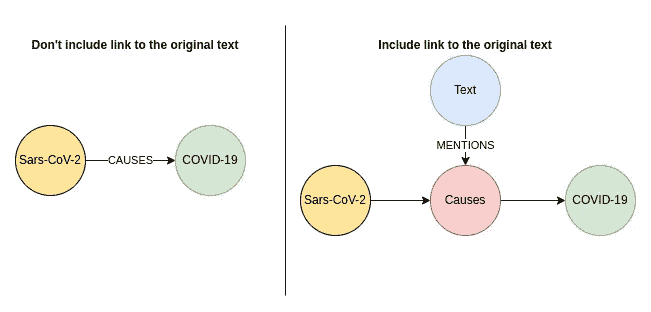 Don't include link to the original text
Sars-CoV-2
CAUSES
COVID-19
Include link to the original text
Text
MENTIONS
Sars-CoV-2
Causes
COVID-19